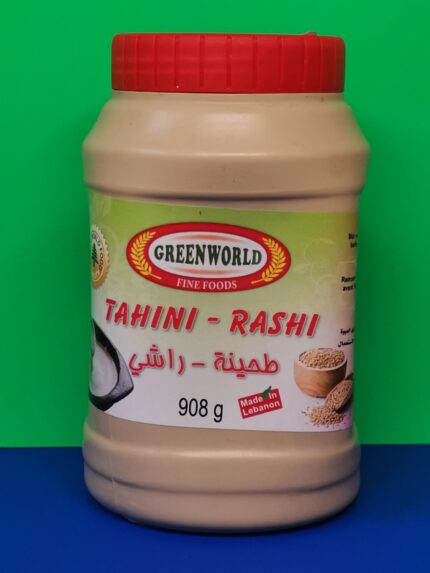 GREENWORLD
FINE FOODS
TAHINI - RASHI
طحينة - راشي
908 g
Made In
Lebanon